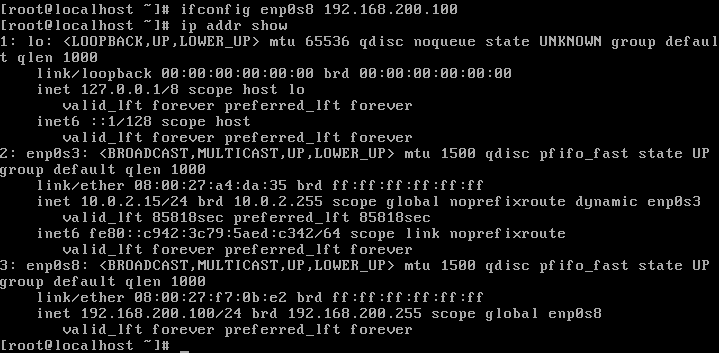 [root@localhost ~]# ifconfig enp0s8 192.168.200.100
[root@localhost ~]# ip addr show
1: lo: <LOOPBACK,UP,LOWER_UP> mtu 65536 qdisc noqueue state UNKNOWN group defaul
t qlen 1000
    link/loopback 00:00:00:00:00:00 brd 00:00:00:00:00:00
    inet 127.0.0.1/8 scope host lo
       valid_lft forever preferred_lft forever
    inet6 ::1/128 scope host
       valid_lft forever preferred_lft forever
2: enp0s3: <BROADCAST,MULTICAST,UP,LOWER_UP> mtu 1500 qdisc pfifo_fast state UP
group default qlen 1000
    link/ether 08:00:27:a4:da:35 brd ff:ff:ff:ff:ff:ff
    inet 10.0.2.15/24 brd 10.0.2.255 scope global noprefixroute dynamic enp0s3
       valid_lft 85818sec preferred_lft 85818sec
    inet6 fe80::c942:3c79:5aed:c342/64 scope link noprefixroute
       valid_lft forever preferred_lft forever
3: enp0s8: <BROADCAST,MULTICAST,UP,LOWER_UP> mtu 1500 qdisc pfifo_fast state UP
group default qlen 1000
    link/ether 08:00:27:f7:0b:e2 brd ff:ff:ff:ff:ff:ff
    inet 192.168.200.100/24 brd 192.168.200.255 scope global enp0s8
       valid_lft forever preferred_lft forever
[root@localhost ~]# _